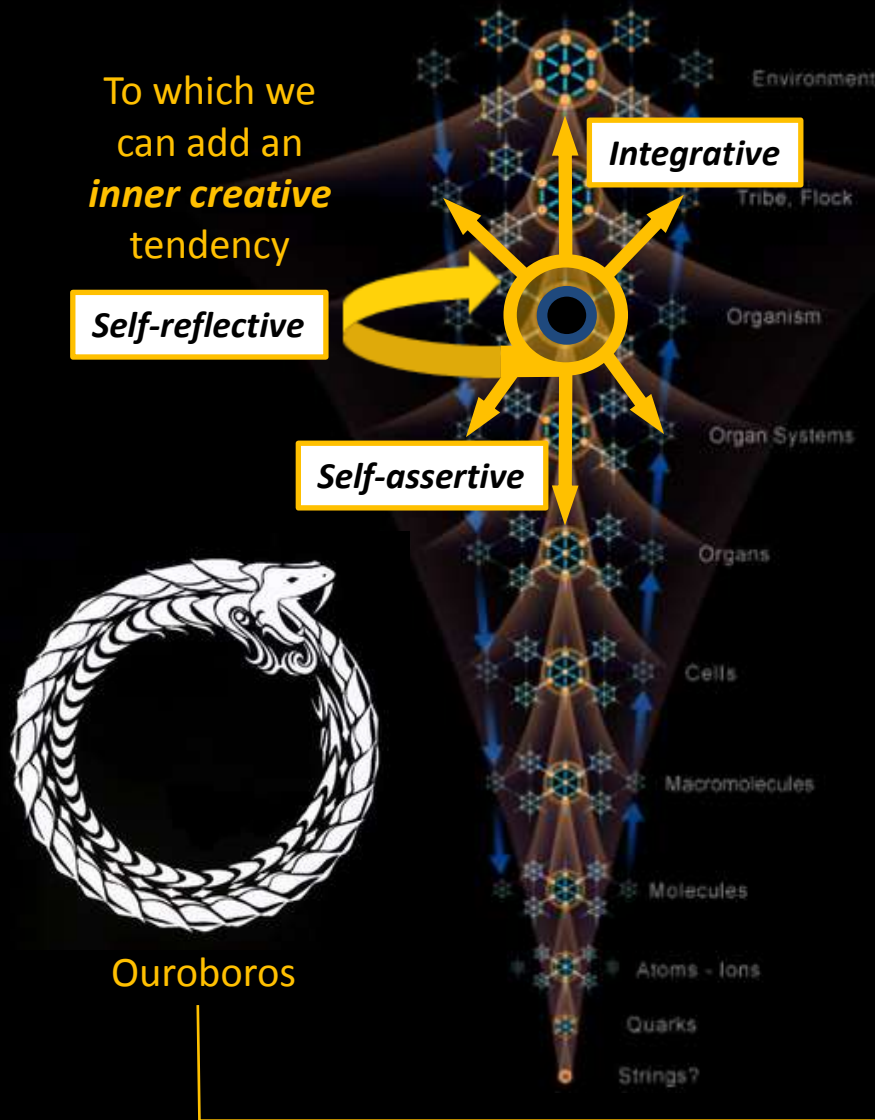 To which we
can add an
inner creative
tendency
Self-reflective
Integrative
Self-assertive
Environment
Tribe, Flock
Organism
Organ Systems
Organs
Cells
Macromolecules
Molecules
Atoms - Ions
Quarks
Strings?
Ouroboros